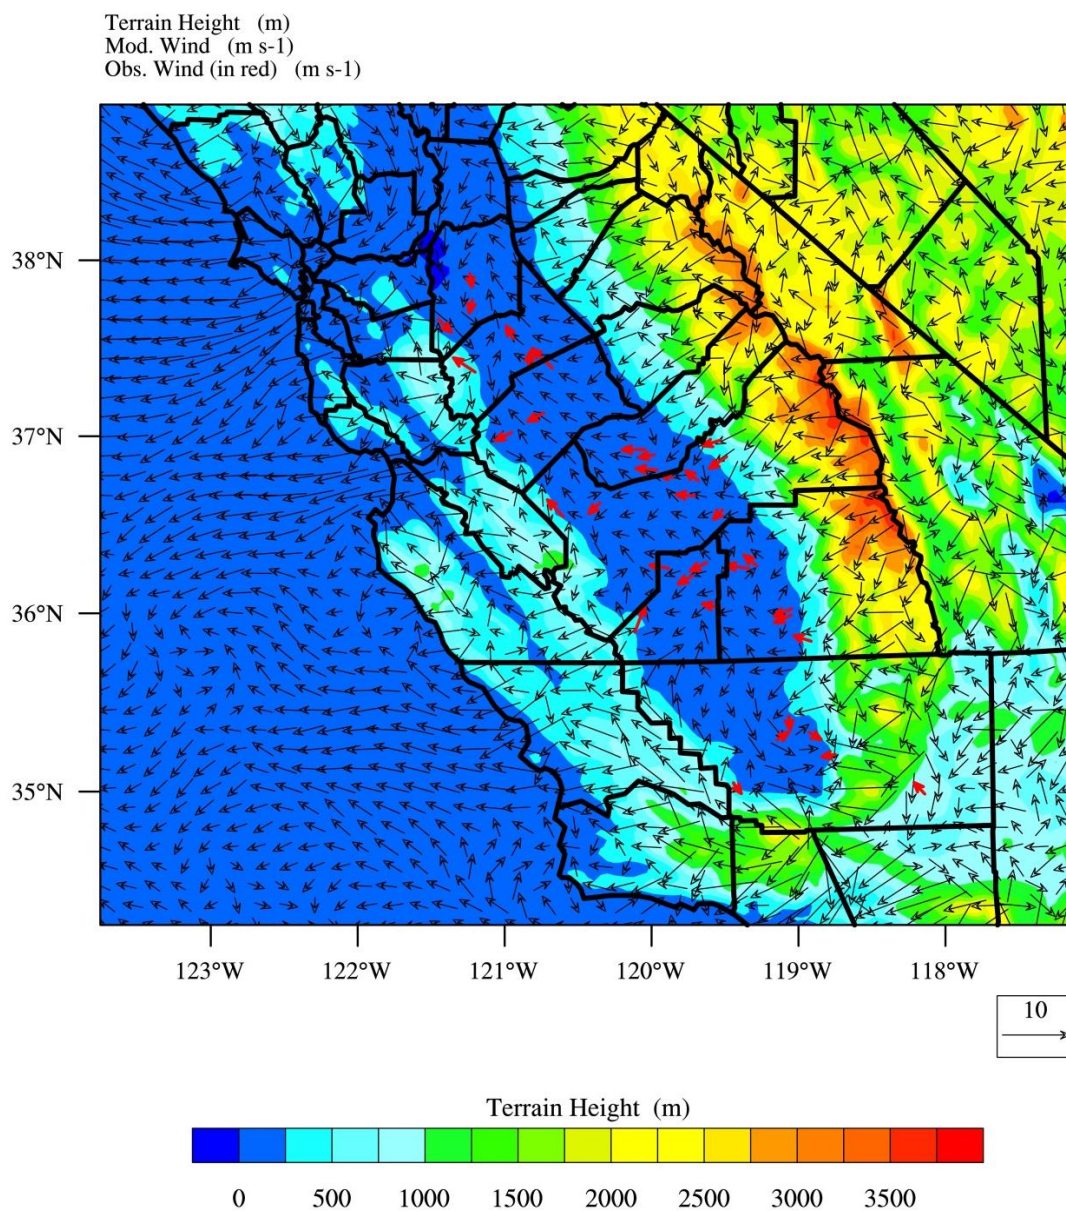 Terrain Height (m)
Mod. Wind (m s-1)
Obs. Wind (in red) (m s-1)
38°N
37°N
36°N
35°N
123°W 122°W 121°W 120°W 119°W 118°W
10
Terrain Height (m)
0 500 1000 1500 2000 2500 3000 3500